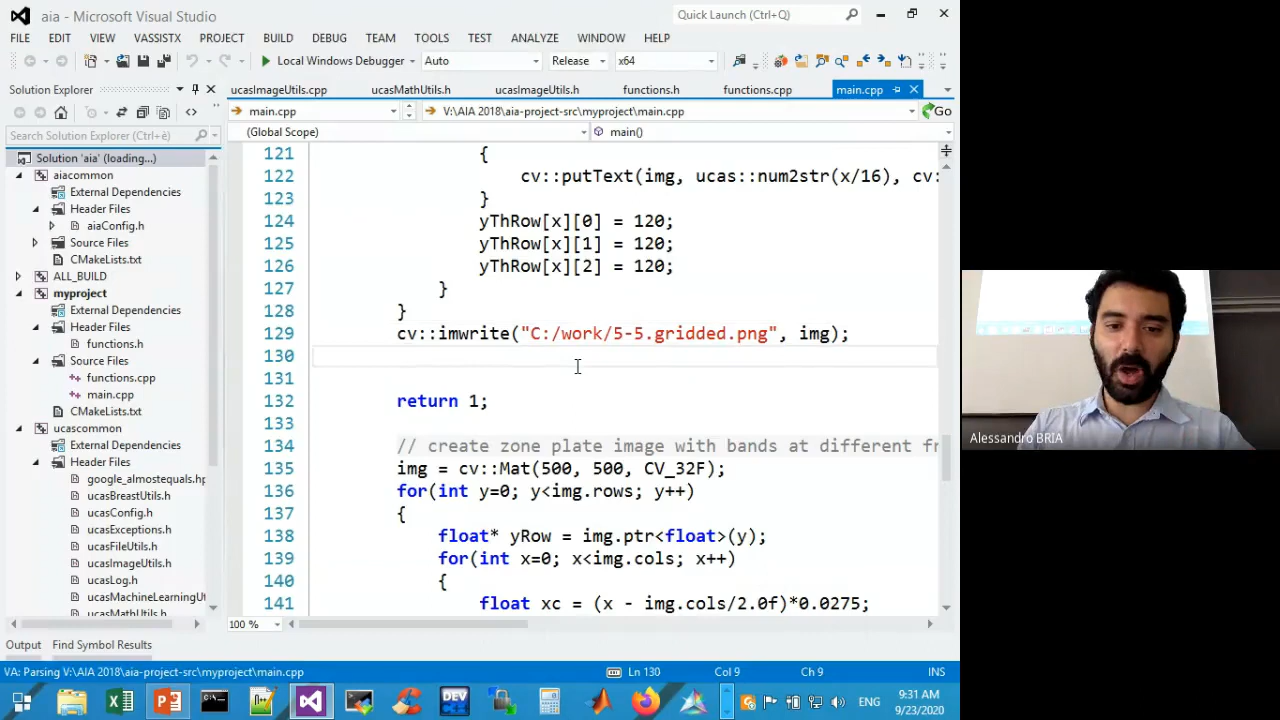 aia - Microsoft Visual Studio
Quick Launch (Ctrl+Q)
FILE EDIT VIEW VASSISTX PROJECT BUILD DEBUG TEAM TOOLS TEST ANALYZE WINDOW HELP
Local Windows Debugger Auto Release x64
Solution Explorer
Search Solution Explorer (Ctrl+è)
Solution 'aia' (loading...)
aiacommon
External Dependencies
Header Files
aiaConfig.h
Source Files
CMakeLists.txt
ALL_BUILD
myproject
External Dependencies
Header Files
functions.h
Source Files
functions.cpp
main.cpp
CMakeLists.txt
ucascommon
External Dependencies
Header Files
google_almostequals.hp
ucasBreastUtils.h
ucasConfig.h
ucasExceptions.h
ucasFileUtils.h
ucasImageUtils.h
ucasLog.h
ucasMachineLearningUt
ucasMathUtils.h
Output Find Symbol Results
ucasImageUtils.cpp ucasMathUtils.h ucasImageUtils.h functions.h functions.cpp main.cpp
main.cpp V:\AIA 2018\aia-project-src\myproject\main.cpp Go
(Global Scope) main()
121 {
122 cv::putText(img, ucas::num2str(x/16), cv:
123 }
124 yThRow[x][0] = 120;
125 yThRow[x][1] = 120;
126 yThRow[x][2] = 120;
127 }
128 }
129 cv::imwrite("C:/work/5-5.gridded.png", img);
130
131
132 return 1;
133
134 // create zone plate image with bands at different fr
135 img = cv::Mat(500, 500, CV_32F);
136 for(int y=0; y<img.rows; y++)
137 {
138 float* yRow = img.ptr<float>(y);
139 for(int x=0; x<img.cols; x++)
140 {
141 float xc = (x - img.cols/2.0f)*0.0275;
100 %
VA: Parsing V:\AIA 2018\aia-project-src\myproject\main.cpp Ln 130 Col 9 Ch 9 INS
DEV
ENG
9:31 AM
9/23/2020
Alessandro BRIA